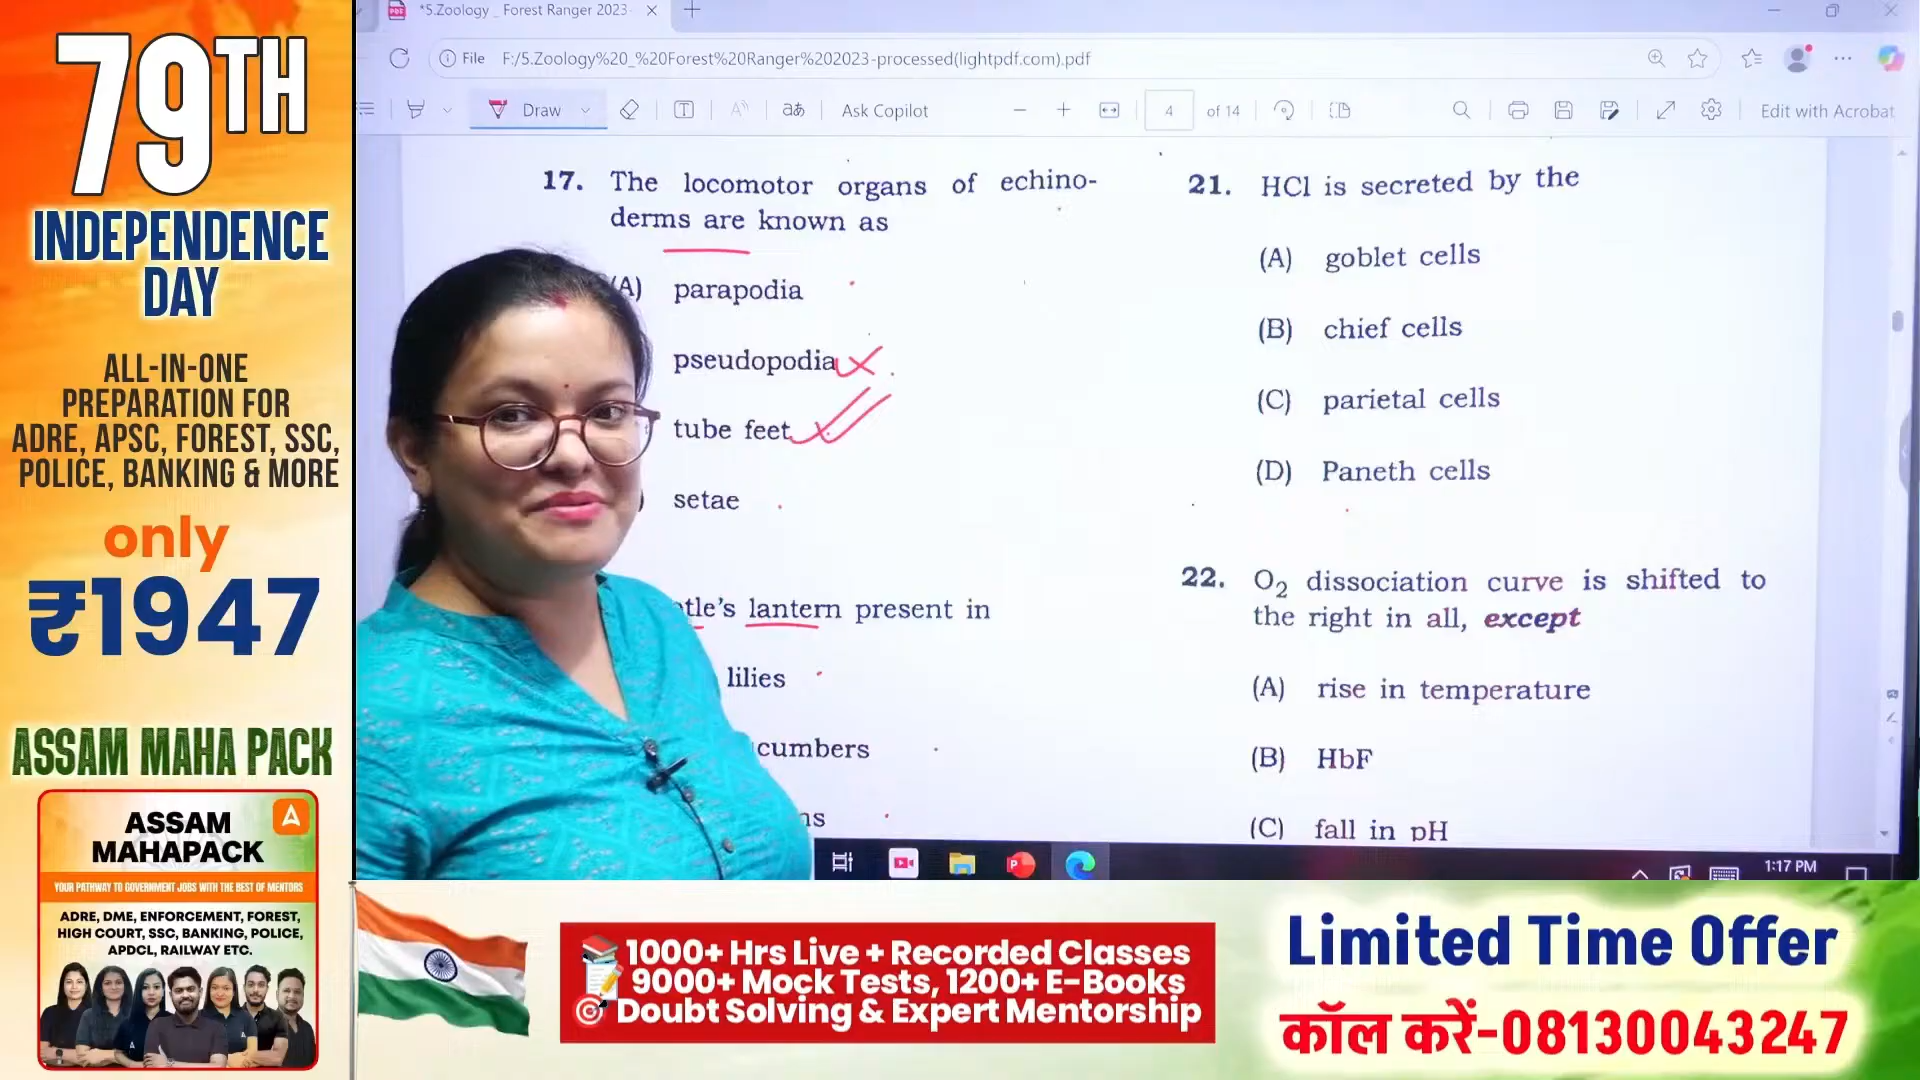 79TH
INDEPENDENCE
DAY
ALL-IN-ONE
PREPARATION FOR
ADRE, APSC, FOREST, SSC,
POLICE, BANKING & MORE
only
₹1947
ASSAM MAHA PACK
ASSAM
MAHAPACK
YOUR PATHWAY TO GOVERNMENT JOBS WITH THE BEST OF MENTORS
ADRE, DME, ENFORCEMENT, FOREST,
HIGH COURT, SSC, BANKING, POLICE,
APDCL, RAILWAY ETC.
*5.Zoology _ Forest Ranger 2023
File F:/5.Zoology%20_%20Forest%20Ranger%202023-processed(lightpdf.com).pdf
Draw aあ Ask Copilot 4 of 14 Edit with Acrobat
17. The locomotor organs of echino-
derms are known as
(A) parapodia
pseudopodia
tube feet
setae
tle's lantern present in
lilies
cumbers
ns
21. HCl is secreted by the
(A) goblet cells
(B) chief cells
(C) parietal cells
(D) Paneth cells
22. O₂ dissociation curve is shifted to
the right in all, except
(A) rise in temperature
(B) HbF
(C) fall in pH
1:17 PM
1000+ Hrs Live + Recorded Classes
9000+ Mock Tests, 1200+ E-Books
Doubt Solving & Expert Mentorship
Limited Time Offer
कॉल करें-08130043247